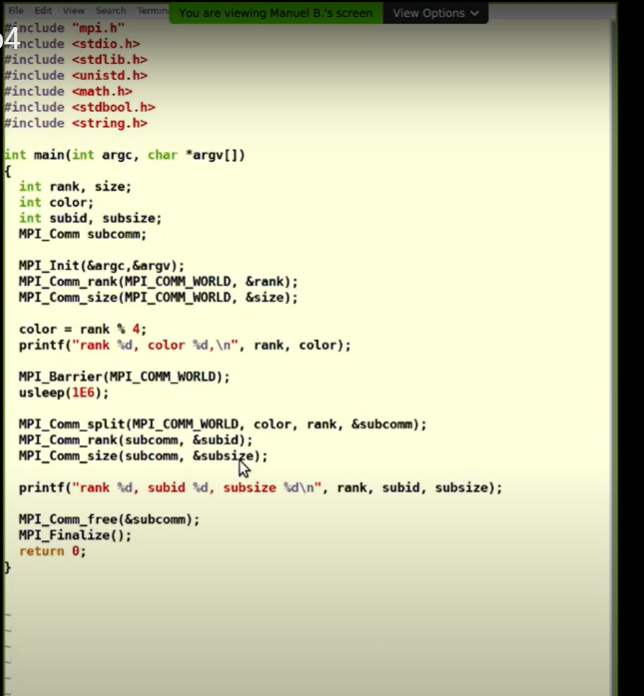 File Edit View Search Termin
You are viewing Manuel B.'s screen View Options
#include "mpi.h"
p4
#include <stdio.h>
#include <stdlib.h>
#include <unistd.h>
#include <math.h>
#include <stdbool.h>
#include <string.h>
int main(int argc, char *argv[])
{
int rank, size;
int color;
int subid, subsize;
MPI_Comm subcomm;
MPI_Init(&argc,&argv);
MPI_Comm_rank(MPI_COMM_WORLD, &rank);
MPI_Comm_size(MPI_COMM_WORLD, &size);
color = rank % 4;
printf("rank %d, color %d,\n", rank, color);
MPI_Barrier(MPI_COMM_WORLD);
usleep(1E6);
MPI_Comm_split(MPI_COMM_WORLD, color, rank, &subcomm);
MPI_Comm_rank(subcomm, &subid);
MPI_Comm_size(subcomm, &subsize);
printf("rank %d, subid %d, subsize %d\n", rank, subid, subsize);
MPI_Comm_free(&subcomm);
MPI_Finalize();
return 0;
}
~
~
~
~
~
~